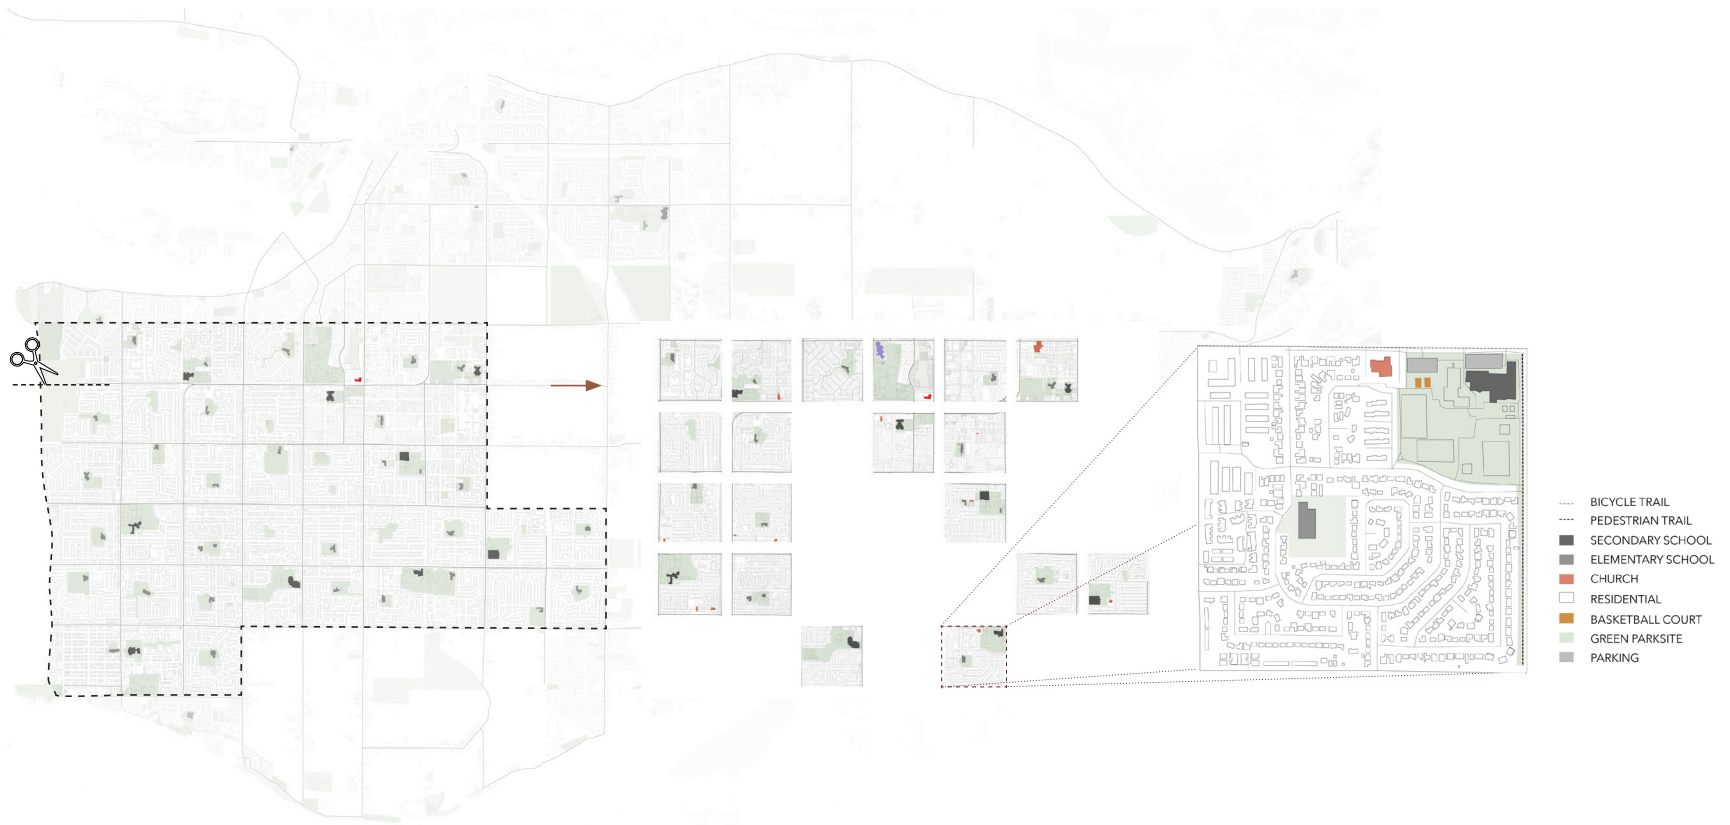 BICYCLE TRAIL
PEDESTRIAN TRAIL
SECONDARY SCHOOL
ELEMENTARY SCHOOL
CHURCH
RESIDENTIAL
BASKETBALL COURT
GREEN PARKSITE
PARKING